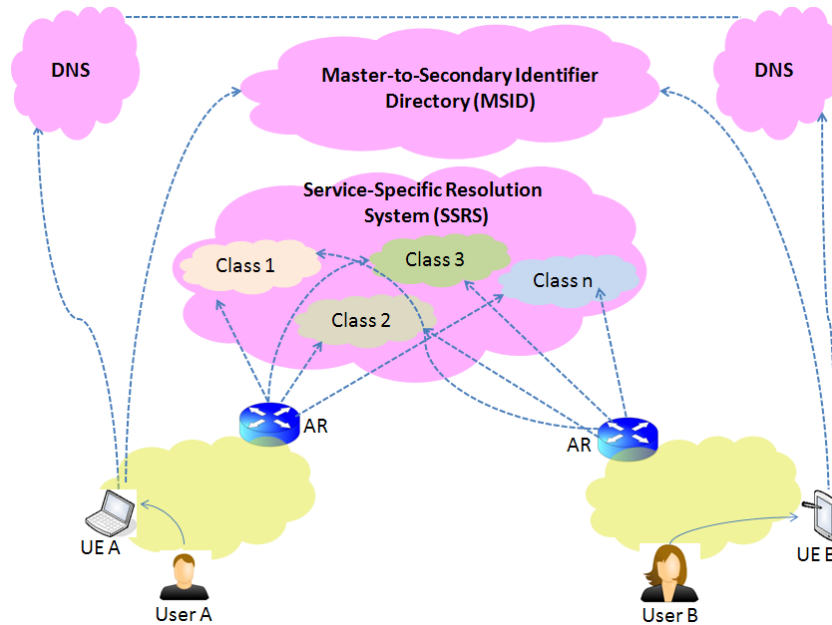 DNS
Master-to-Secondary Identifier
Directory (MSID)
DNS
Service-Specific Resolution
System (SSRS)
Class 1
Class 3
Class n
Class 2
AR
AR
UE A
UE B
User A
User B